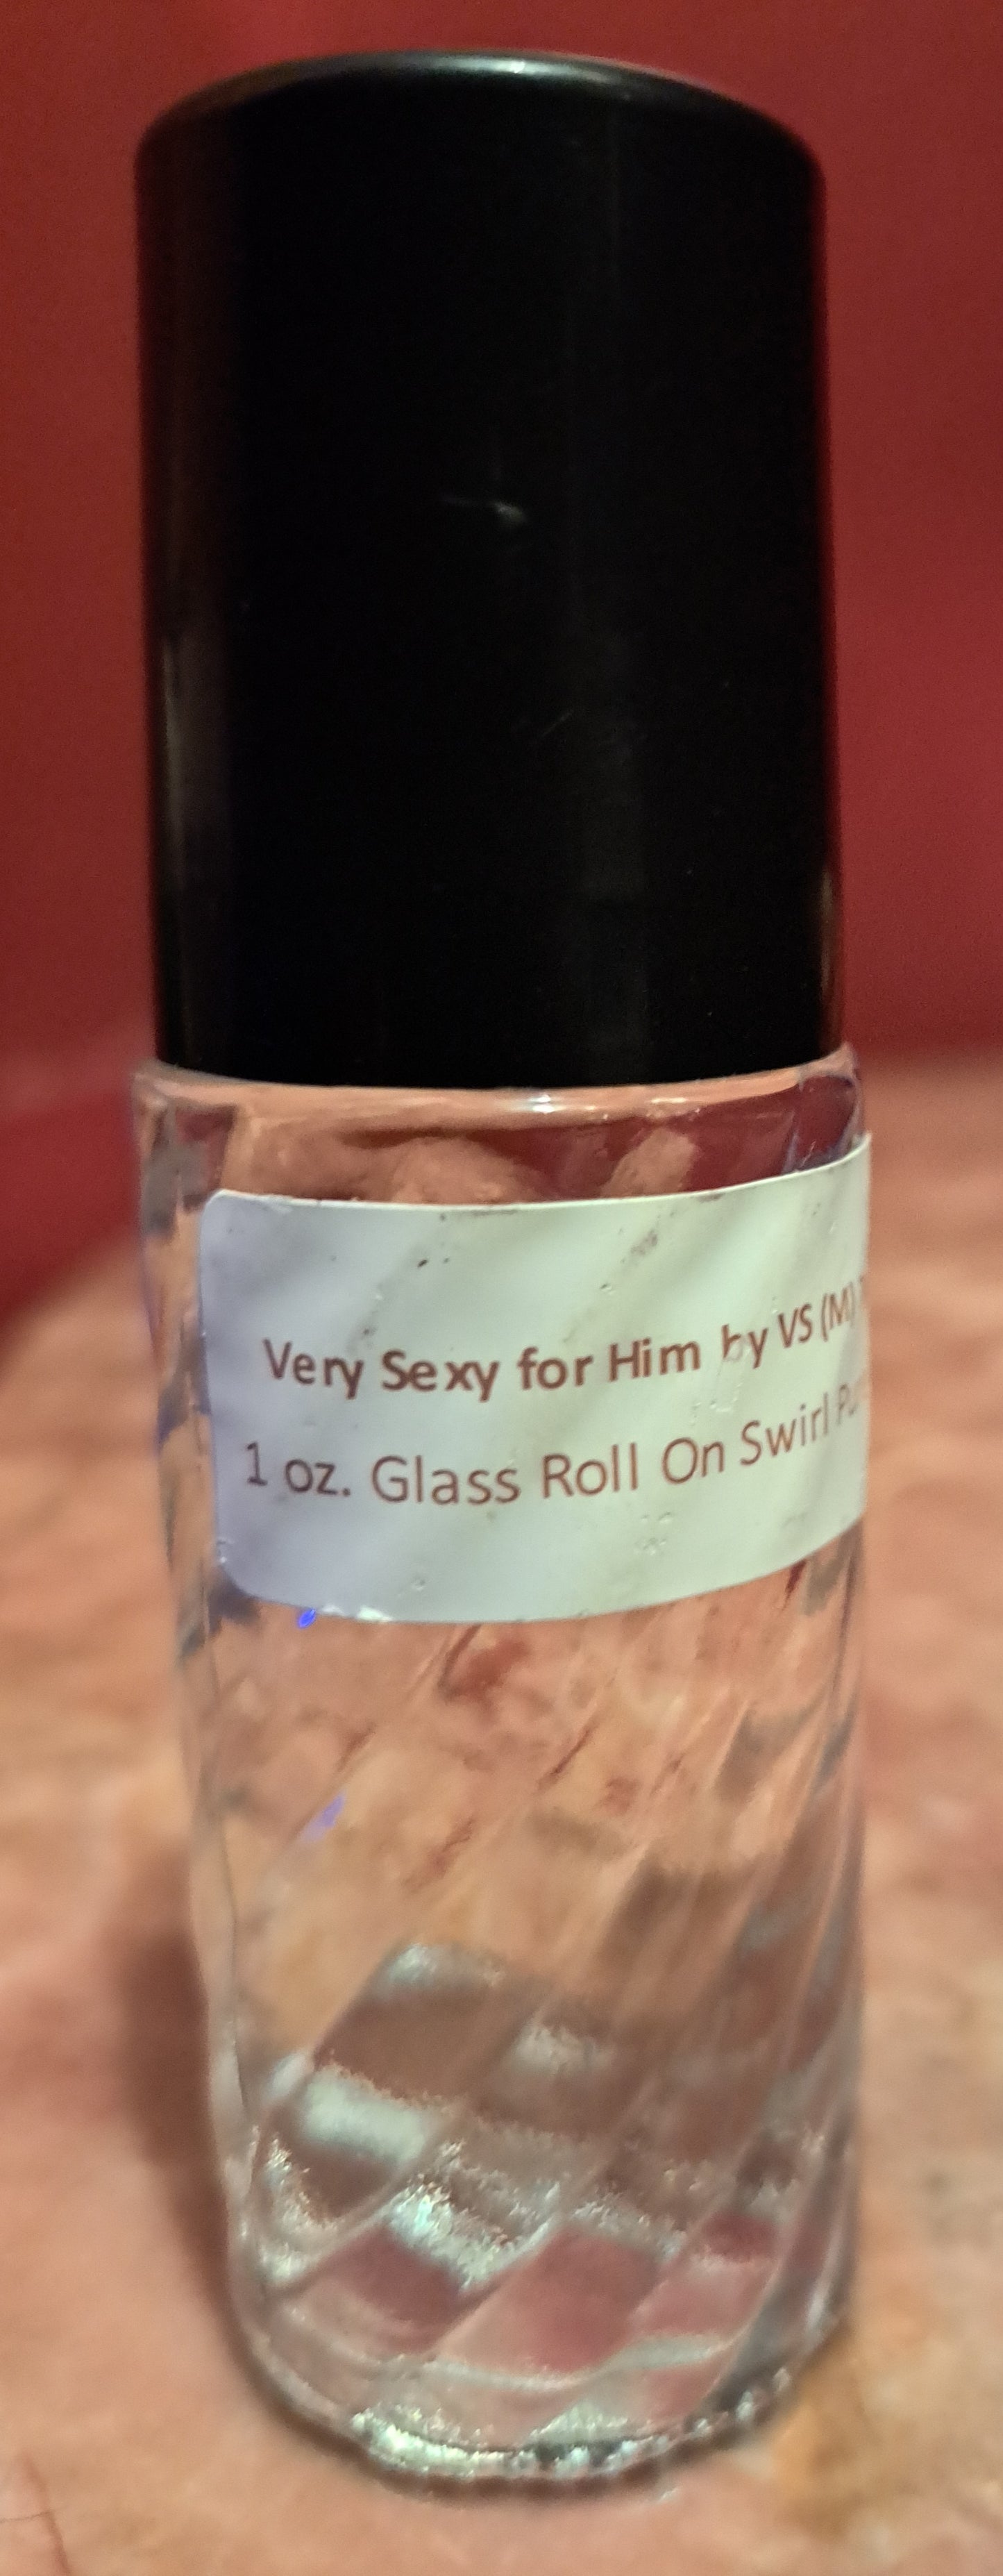 Very Sexy for Him by VS (M)
1 oz. Glass Roll On Swirl